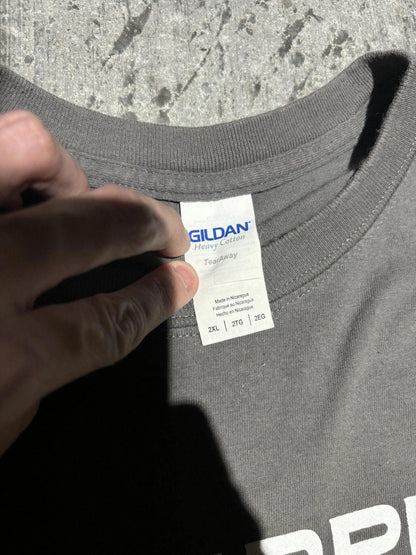 GILDAN
Heavy Cotton
TearAway
Made in Nicaragua
Fabriqué au Nicaragua
Hecho en Nicaragua
2XL | 2TG | 2EG